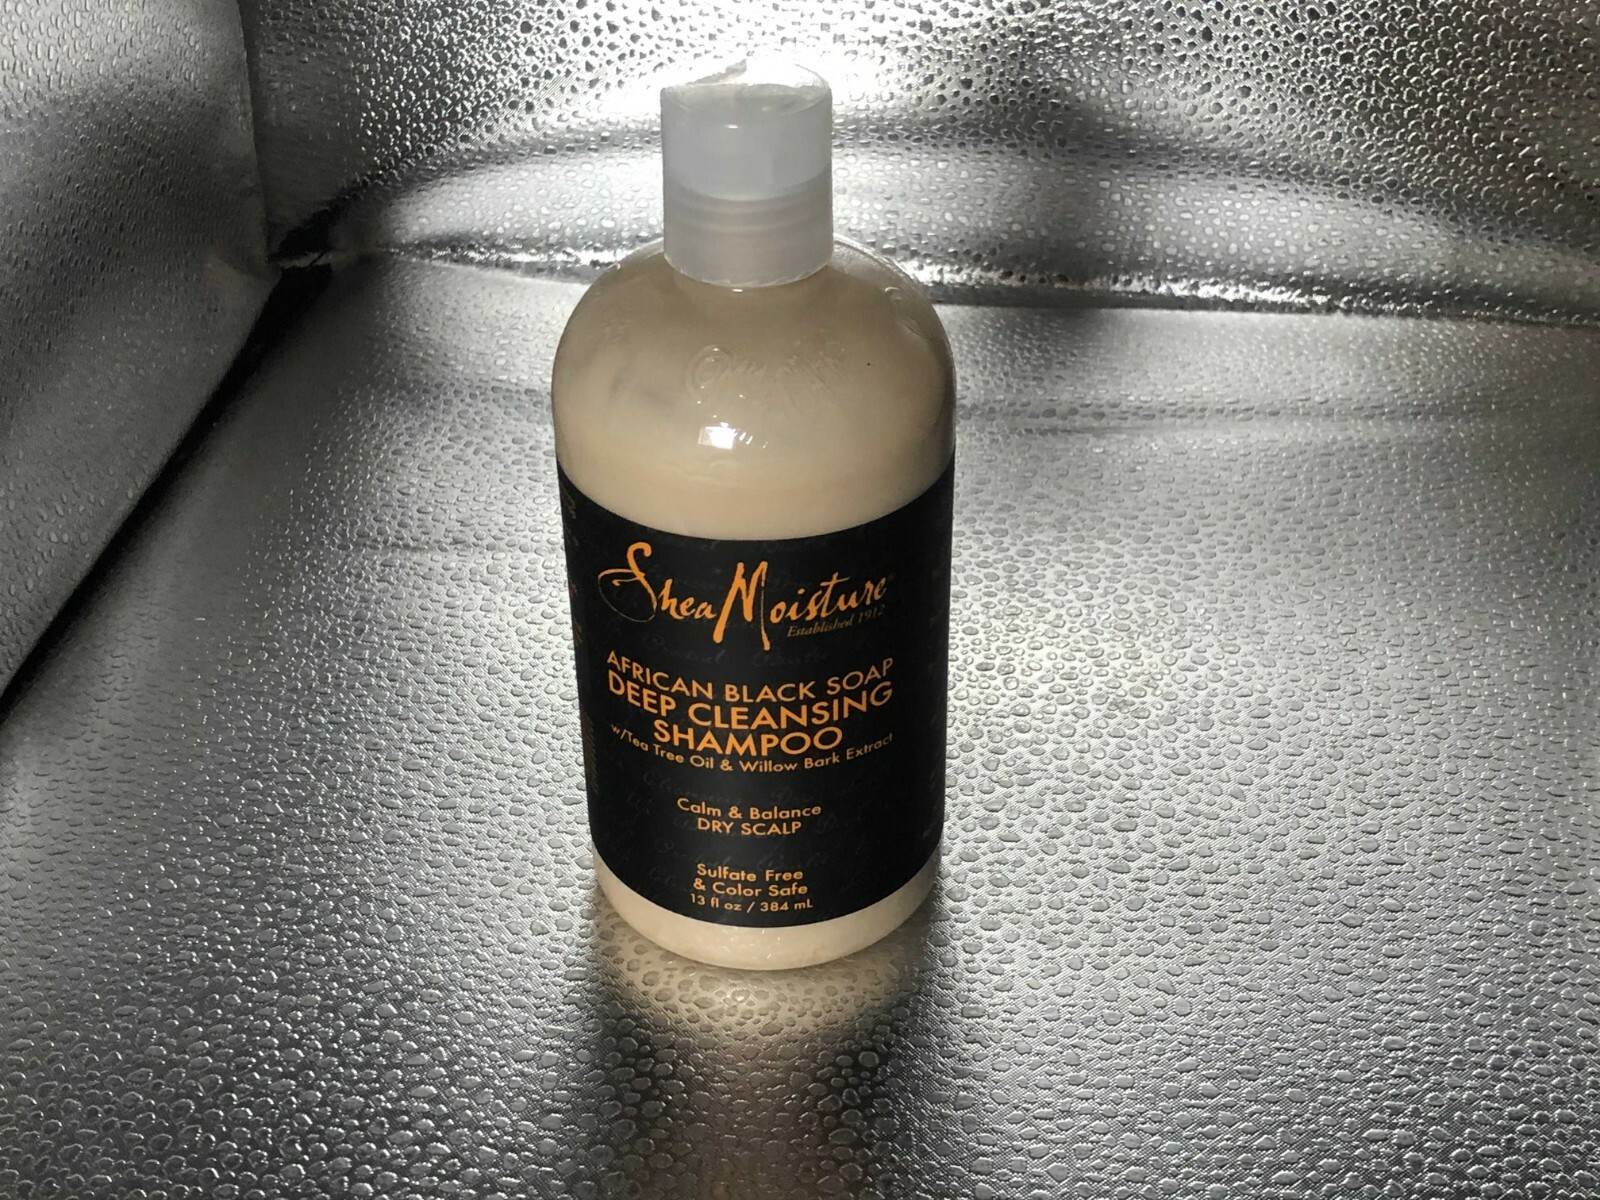 SheaMoisture
Established 1912
AFRICAN BLACK SOAP
DEEP CLEANSING
SHAMPOO
w/Tea Tree Oil & Willow Bark Extract
Calm & Balance
DRY SCALP
Sulfate Free
& Color Safe
13 fl oz / 384 mL